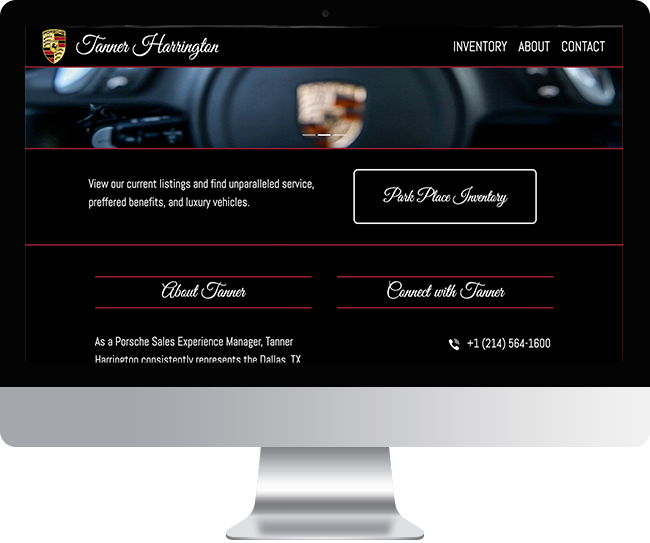 Tanner Harrington
INVENTORY ABOUT CONTACT
View our current listings and find unparalleled service,
preffered benefits, and luxury vehicles.
Park Place Inventory
About Tanner
Connect with Tanner
As a Porsche Sales Experience Manager, Tanner
Harrington consistently represents the Dallas, TX
+1 (214) 564-1600